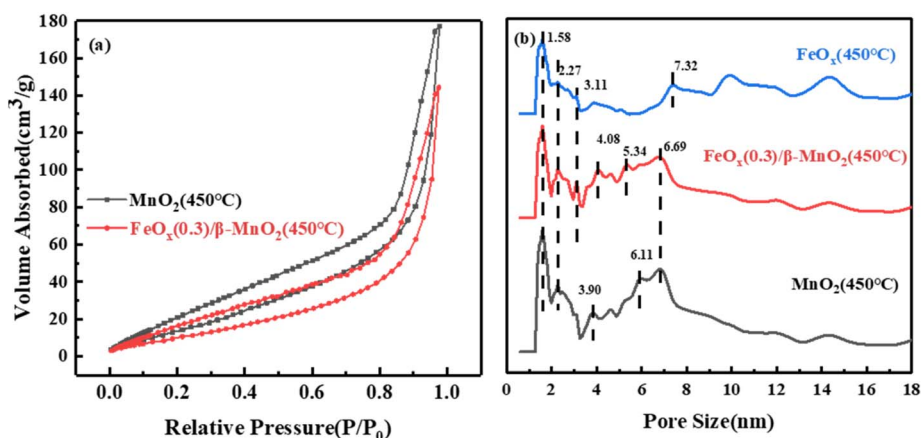 (a)
180
160
140
120
100
80
60
40
20
0
Volume Absorbed(cm³/g)
MnO₂(450°C)
FeOₓ(0.3)/β-MnO₂(450°C)
0.0 0.2 0.4 0.6 0.8 1.0
Relative Pressure(P/P₀)
(b)
1.58
2.27
3.11
7.32
FeOₓ(450°C)
4.08
5.34
6.69
FeOₓ(0.3)/β-MnO₂(450°C)
3.90
6.11
MnO₂(450°C)
0 2 4 6 8 10 12 14 16 18
Pore Size(nm)